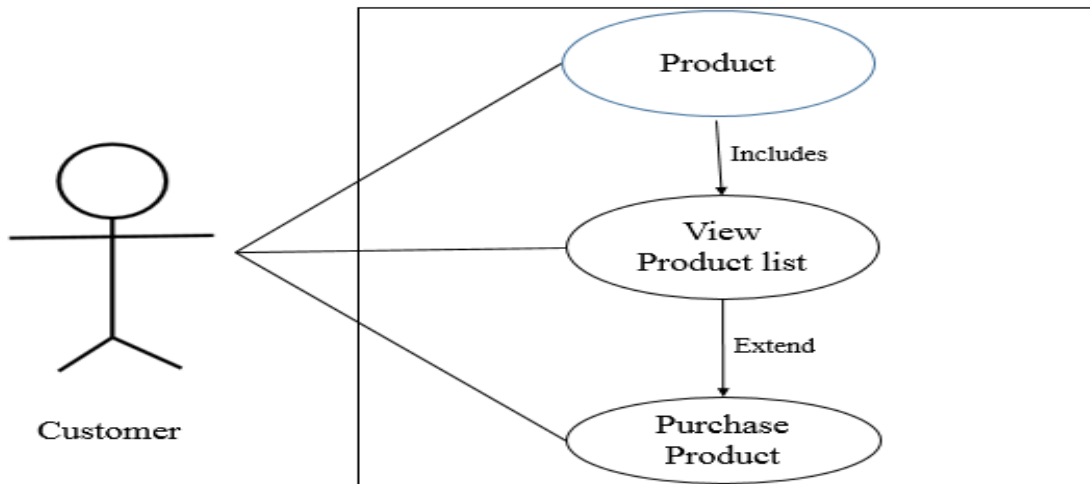 Product
Includes
View
Product list
Extend
Purchase
Product
Customer